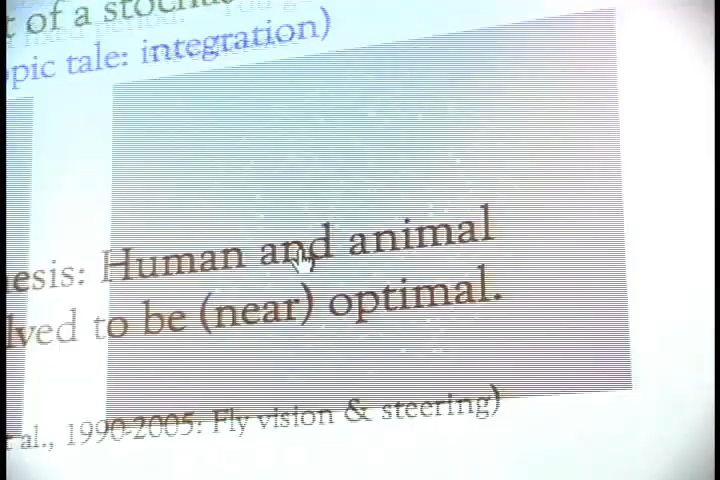 of a
pic tale: integration)
esis: Human and animal
lved to be (near) optimal.
al., 1990-2005: Fly vision & steering)